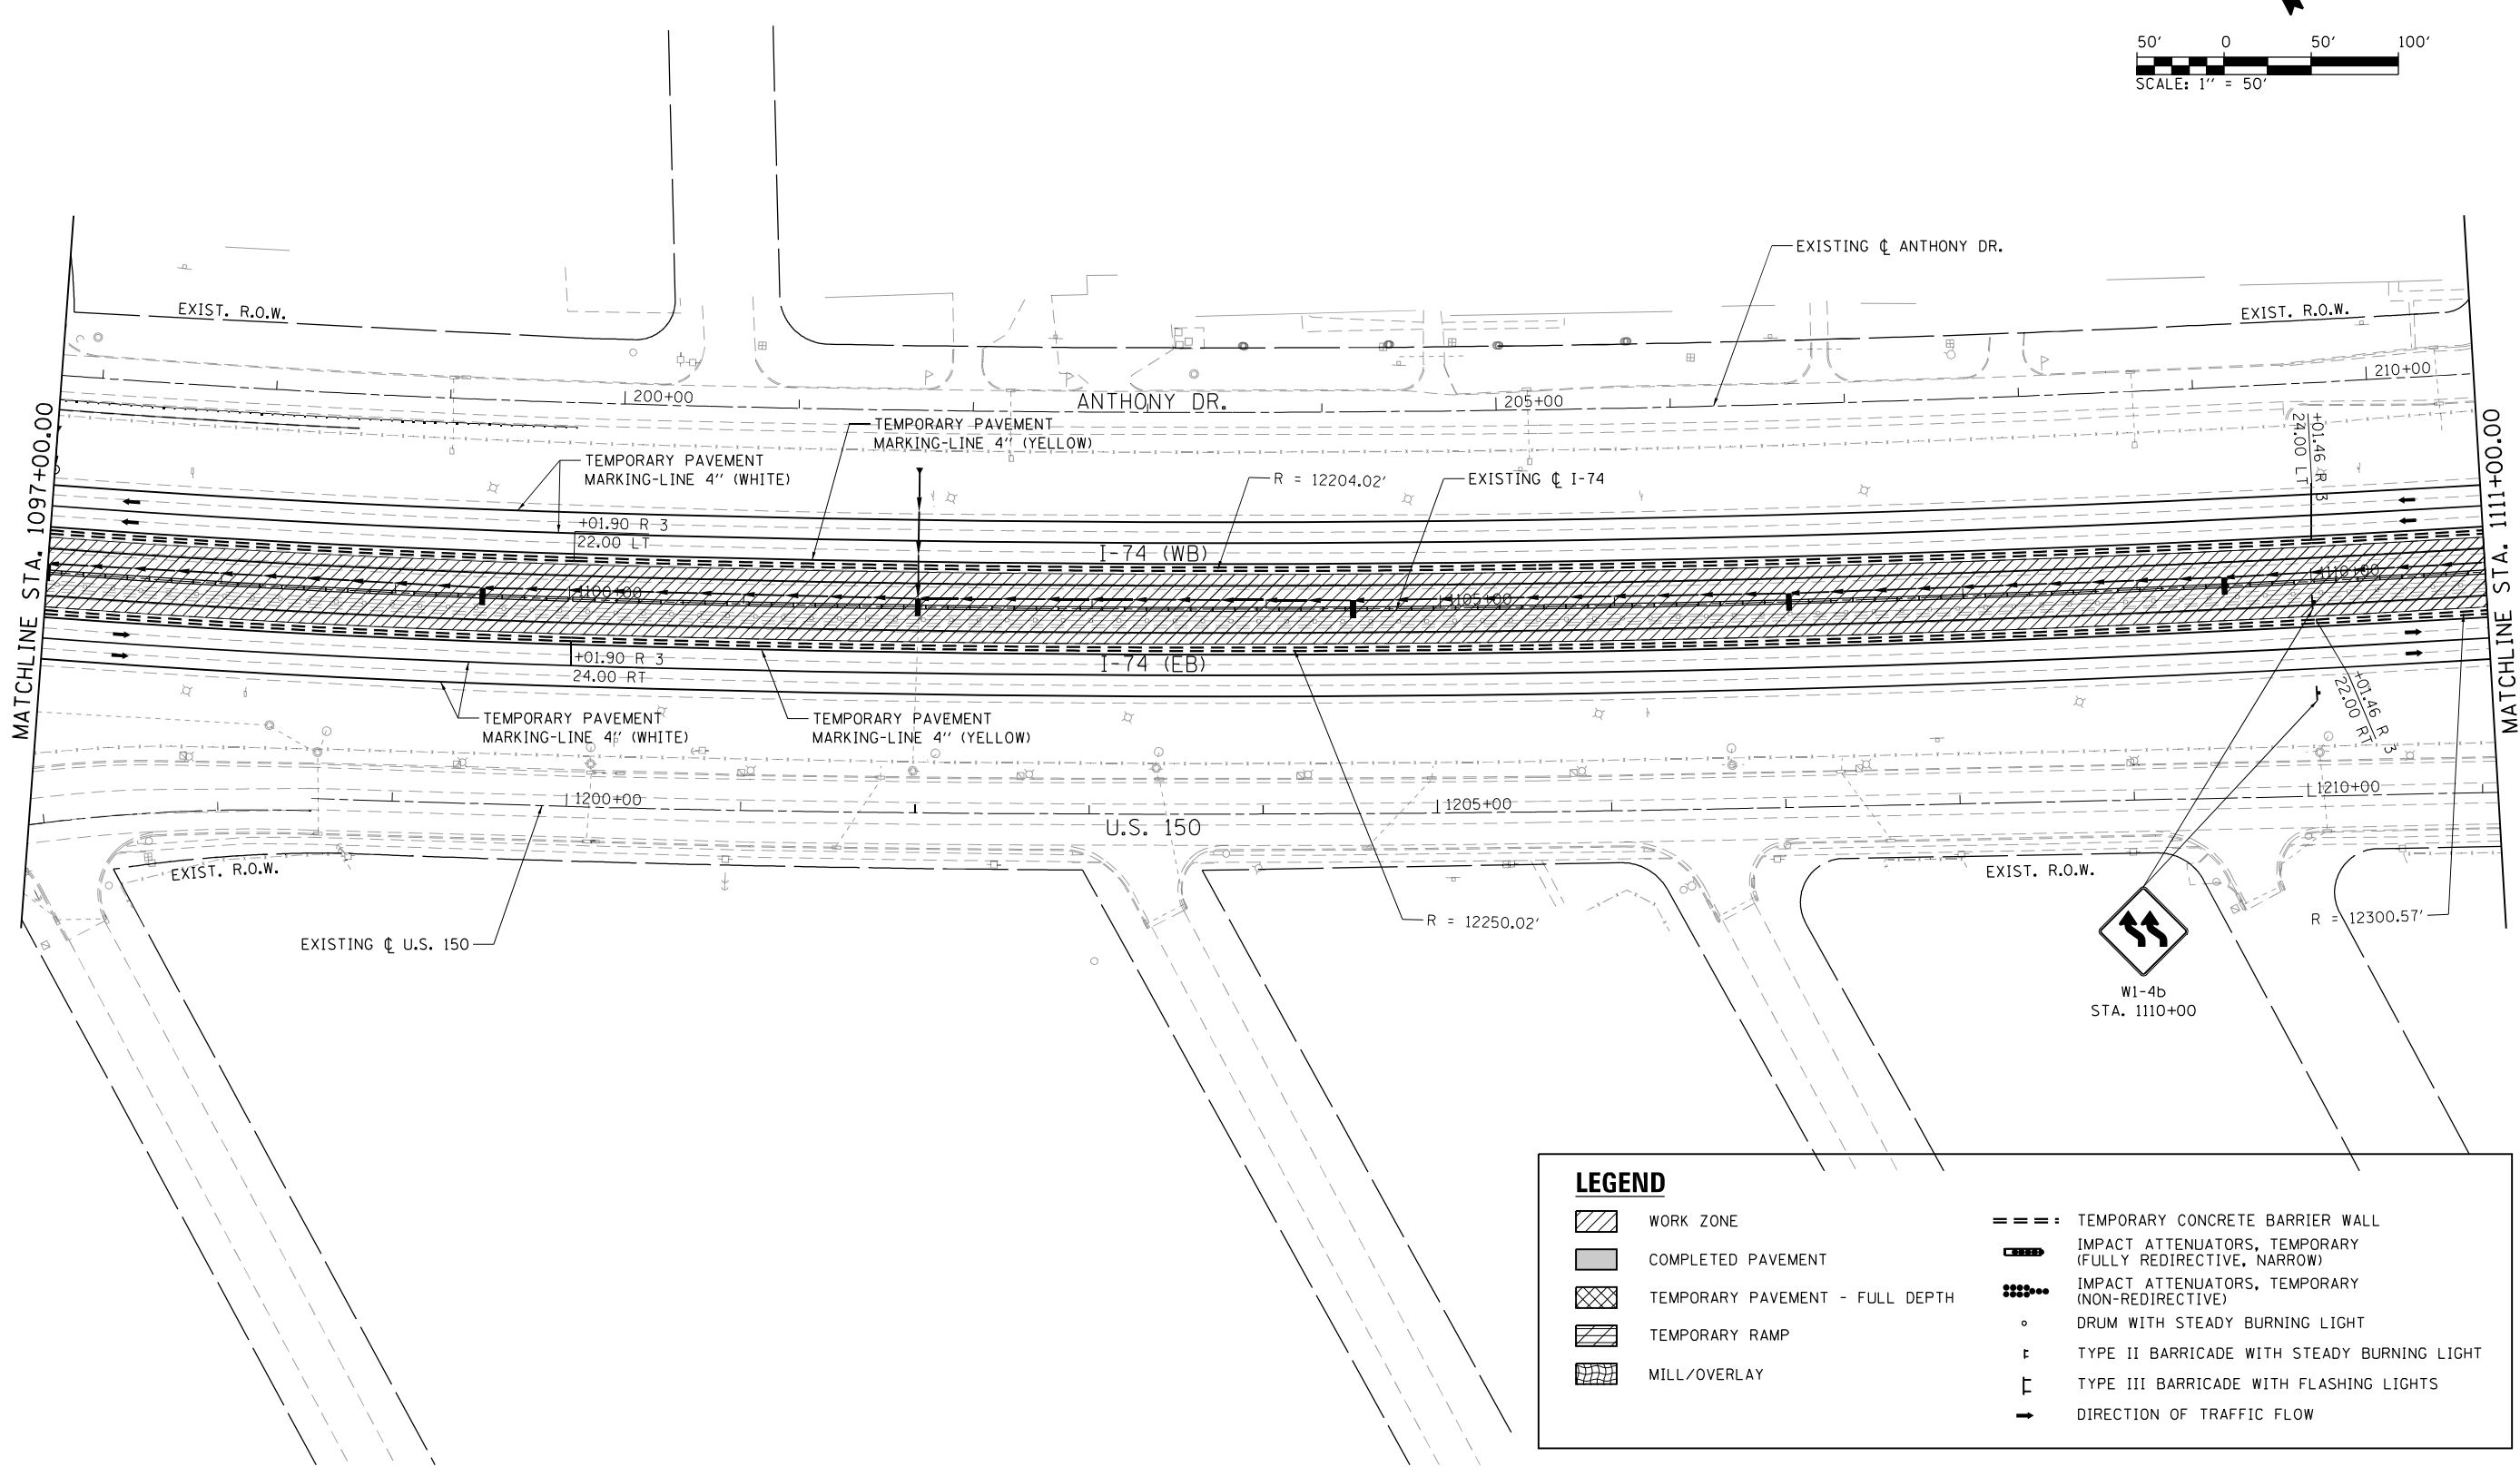 50' 0 50' 100'
SCALE: 1'' = 50'
EXISTING ℄ ANTHONY DR.
EXIST. R.O.W.
EXIST. R.O.W.
210+00
200+00
ANTHONY DR.
205+00
TEMPORARY PAVEMENT
MARKING-LINE 4'' (YELLOW)
TEMPORARY PAVEMENT
MARKING-LINE 4'' (WHITE)
R = 12204.02'
EXISTING ℄ I-74
+01.46 R 3
24.00 LT
MATCHLINE STA. 1097+00.00
MATCHLINE STA. 1111+00.00
+01.90 R 3
22.00 LT
I-74 (WB)
1100+00
1105+00
1110+00
+01.90 R 3
24.00 RT
I-74 (EB)
+01.46 R 3
22.00 RT
TEMPORARY PAVEMENT
MARKING-LINE 4'' (WHITE)
TEMPORARY PAVEMENT
MARKING-LINE 4'' (YELLOW)
1200+00
1205+00
1210+00
U.S. 150
EXIST. R.O.W.
EXIST. R.O.W.
EXISTING ℄ U.S. 150
R = 12250.02'
R = 12300.57'
W1-4b
STA. 1110+00
LEGEND
WORK ZONE
COMPLETED PAVEMENT
TEMPORARY PAVEMENT - FULL DEPTH
TEMPORARY RAMP
MILL/OVERLAY
TEMPORARY CONCRETE BARRIER WALL
IMPACT ATTENUATORS, TEMPORARY
(FULLY REDIRECTIVE, NARROW)
IMPACT ATTENUATORS, TEMPORARY
(NON-REDIRECTIVE)
DRUM WITH STEADY BURNING LIGHT
TYPE II BARRICADE WITH STEADY BURNING LIGHT
TYPE III BARRICADE WITH FLASHING LIGHTS
DIRECTION OF TRAFFIC FLOW